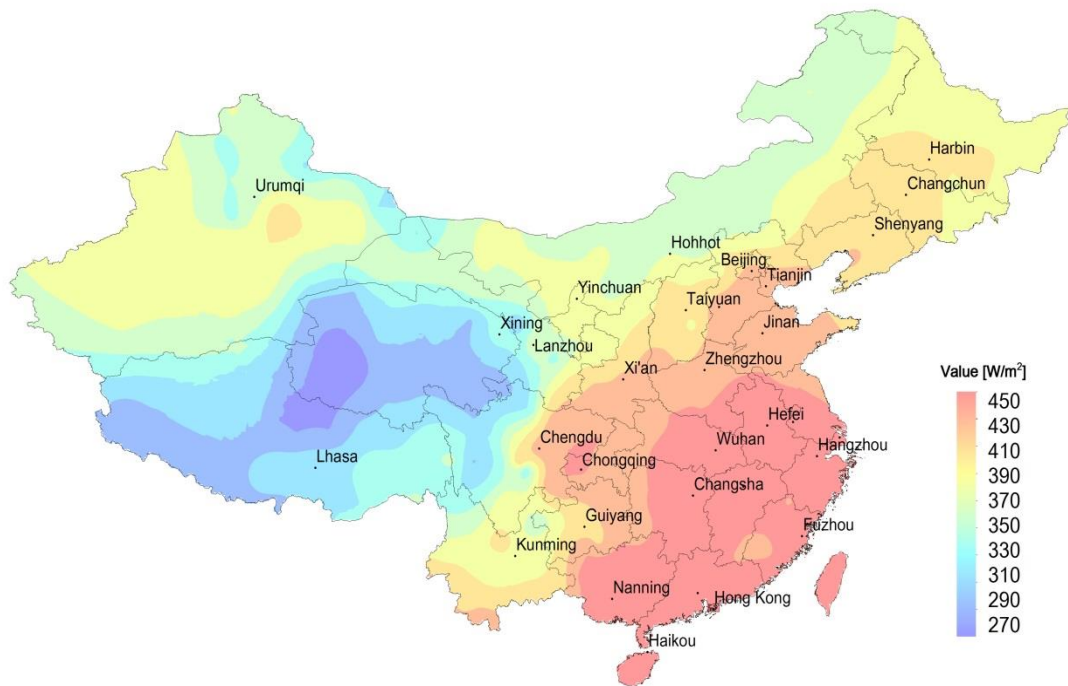 Harbin
Urumqi
Changchun
Shenyang
Hohhot
Beijing
Tianjin
Yinchuan
Taiyuan
Jinan
Xining
Lanzhou
Zhengzhou
Xi'an
Value [W/m²]
450
430
410
390
370
350
330
310
290
270
Hefei
Chengdu
Wuhan
Hangzhou
Lhasa
Chongqing
Changsha
Guiyang
Fuzhou
Kunming
Nanning
Hong Kong
Haikou